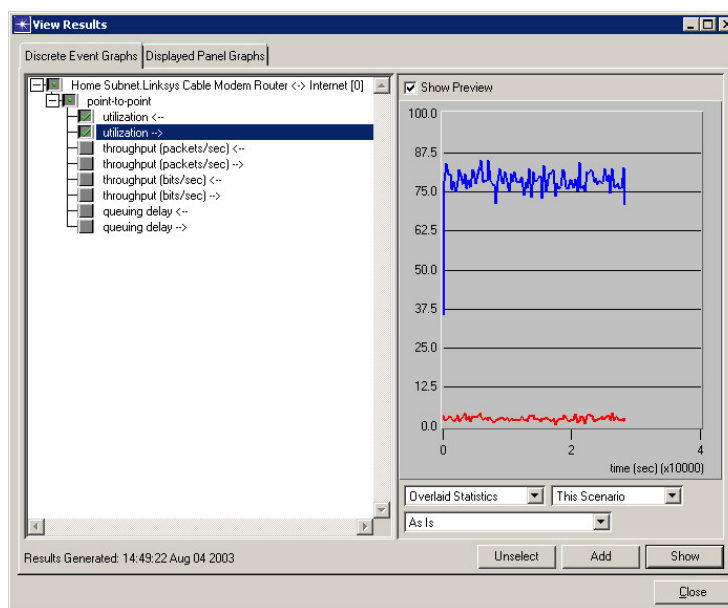 View Results
Discrete Event Graphs Displayed Panel Graphs
Home Subnet.Linksys Cable Modem Router <-> Internet [0]
point-to-point
utilization <--
utilization -->
throughput (packets/sec) <--
throughput (packets/sec) -->
throughput (bits/sec) <--
throughput (bits/sec) -->
queuing delay <--
queuing delay -->
Show Preview
100.0
87.5
75.0
62.5
50.0
37.5
25.0
12.5
0.0
0 2 4
time (sec) (x10000)
Overlaid Statistics This Scenario
As Is
Results Generated: 14:49:22 Aug 04 2003
Unselect Add Show
Close